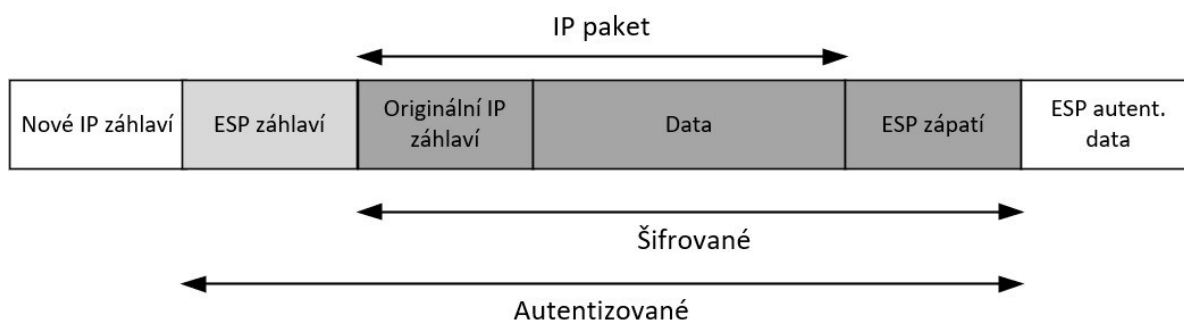 IP paket
Nové IP záhlaví
ESP záhlaví
Originální IP
záhlaví
Data
ESP zápatí
ESP autent.
data
Šifrované
Autentizované